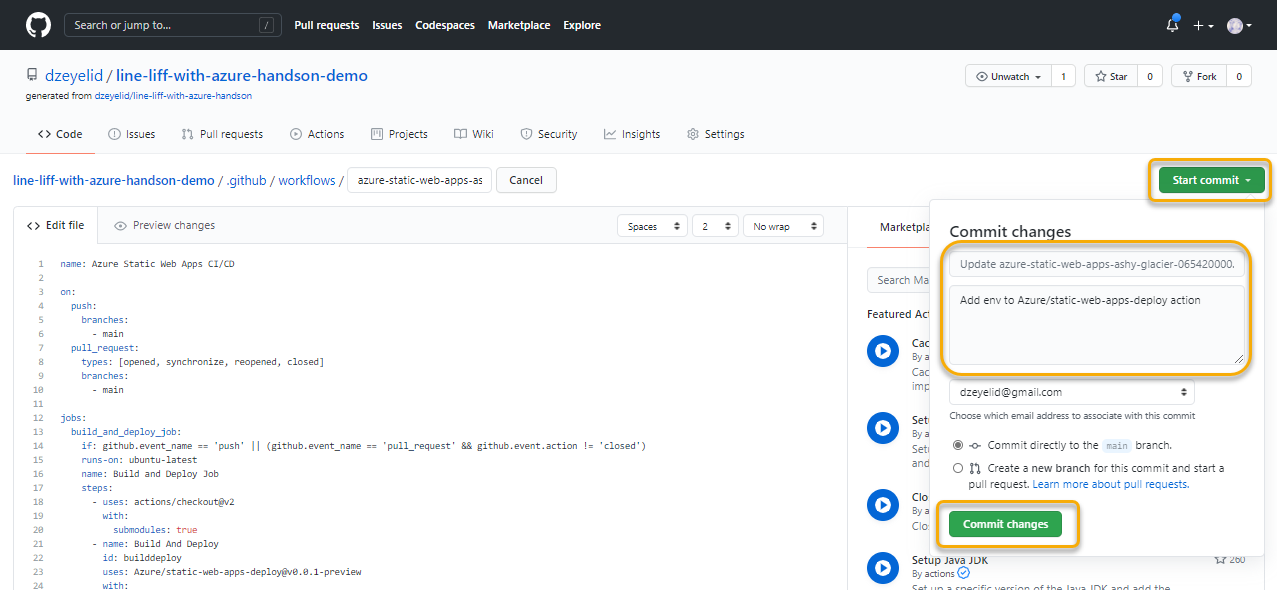 Search or jump to... /
Pull requests Issues Codespaces Marketplace Explore
dzeyelid / line-liff-with-azure-handson-demo
generated from dzeyelid/line-liff-with-azure-handson
Unwatch 1 Star 0 Fork 0
Code Issues Pull requests Actions Projects Wiki Security Insights Settings
line-liff-with-azure-handson-demo / .github / workflows / azure-static-web-apps-as Cancel
Start commit
<> Edit file Preview changes
Spaces 2 No wrap
1 name: Azure Static Web Apps CI/CD
2
3 on:
4 push:
5 branches:
6 - main
7 pull_request:
8 types: [opened, synchronize, reopened, closed]
9 branches:
10 - main
11
12 jobs:
13 build_and_deploy_job:
14 if: github.event_name == 'push' || (github.event_name == 'pull_request' && github.event.action != 'closed')
15 runs-on: ubuntu-latest
16 name: Build and Deploy Job
17 steps:
18 - uses: actions/checkout@v2
19 with:
20 submodules: true
21 - name: Build And Deploy
22 id: builddeploy
23 uses: Azure/static-web-apps-deploy@v0.0.1-preview
24 with:
Marketpla
Search Ma
Featured Act
Cac
By a
Cac
imp
Set
By a
Setu
and
Clo
By a
Clos
Setup Java JDK
By actions
260
Set up a specific version of the Java JDK and add the
Commit changes
Update azure-static-web-apps-ashy-glacier-065420000.
Add env to Azure/static-web-apps-deploy action
dzeyelid@gmail.com
Choose which email address to associate with this commit
Commit directly to the main branch.
Create a new branch for this commit and start a
pull request. Learn more about pull requests.
Commit changes